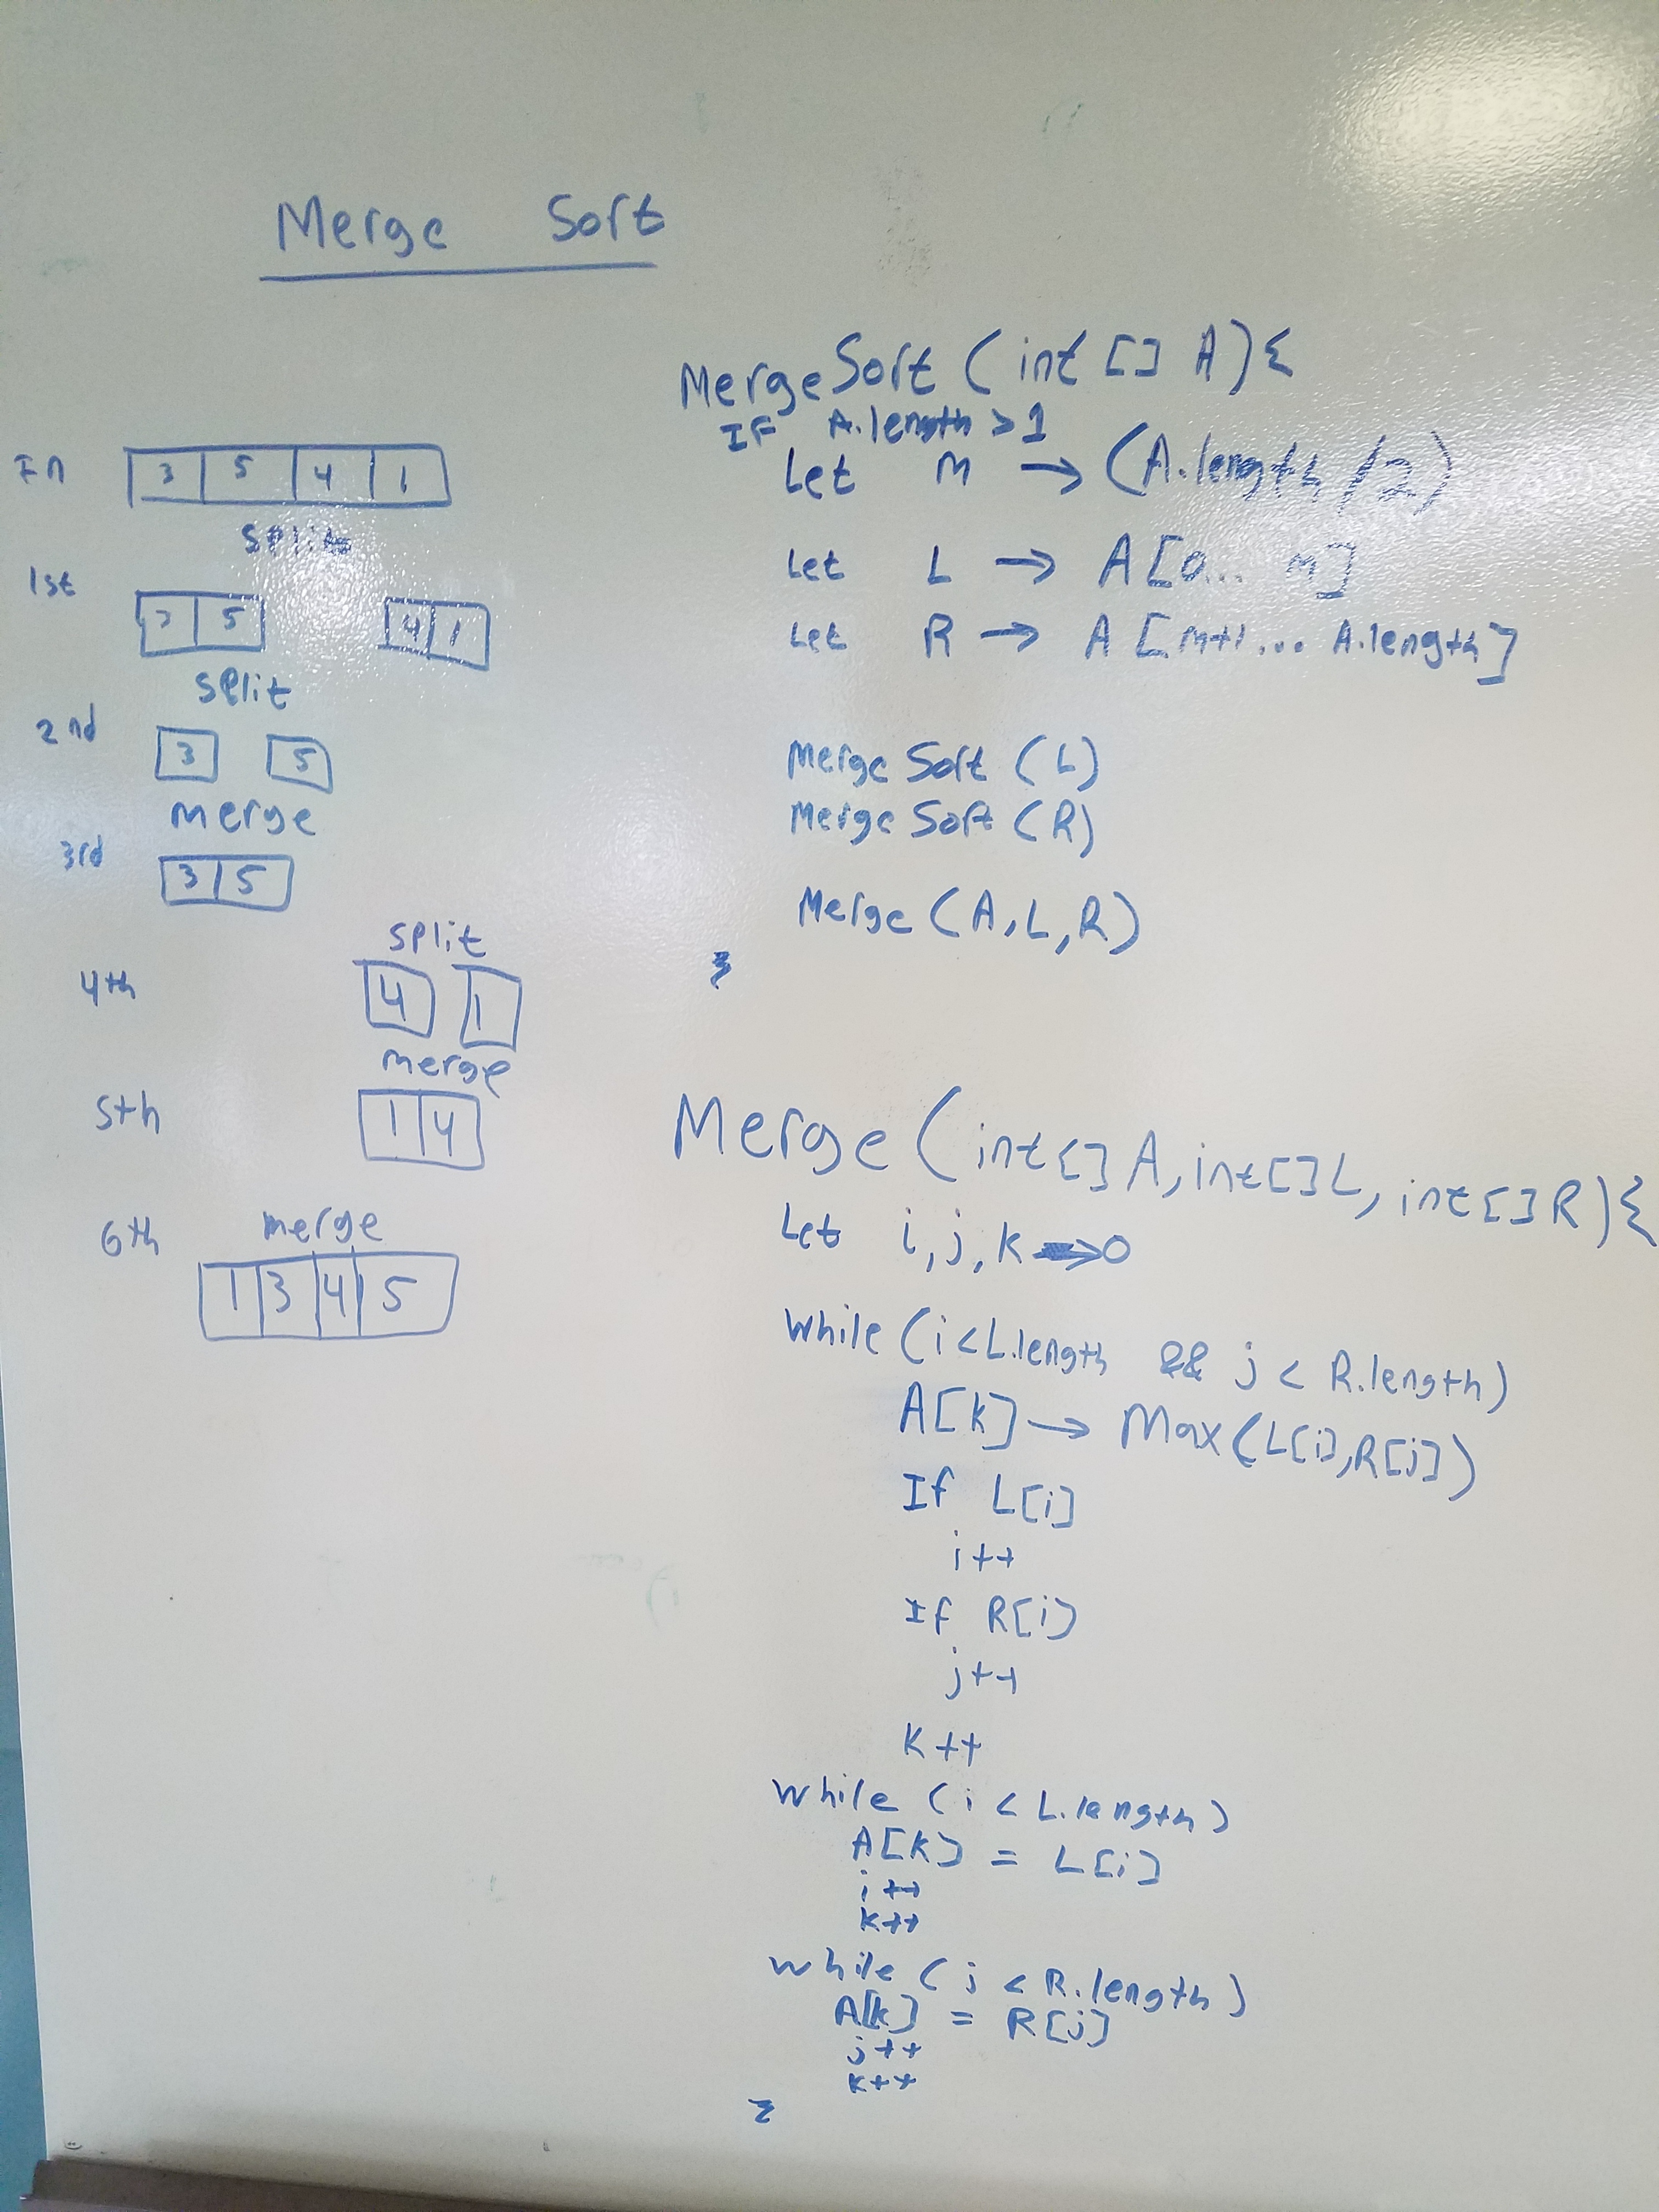 Merge Sort
In 3 5 4 1
split
1st 3 5 4 1
split
2nd 3 5
merge
3rd 3 5
split
4th 4 1
merge
5th 1 4
merge
6th 1 3 4 5
MergeSort (int [] A) {
IF A.length > 1
Let M → (A.length/2)
Let L → A[0... m]
Let R → A [m+1... A.length]
Merge Sort (L)
Merge Sort (R)
Merge (A, L, R)
}
Merge (int[] A, int[] L, int[] R) {
Let i, j, k → 0
While (i < L.length && j < R.length)
A[k] → Max(L[i], R[j])
If L[i]
i++
If R[i]
j++
K++
While (i < L.length)
A[k] = L[i]
i++
k++
While (j < R.length)
A[k] = R[j]
j++
k++
}